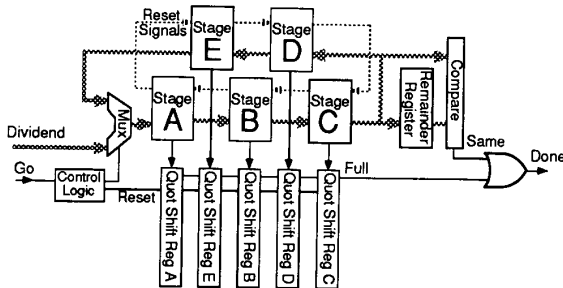 Reset
Signals
Stage
E
Stage
D
Stage
A
Stage
B
Stage
C
Mux
Remainder
Register
Compare
Dividend
Same
Done
Go
Control
Logic
Reset
Full
Quot Shift Reg A
Quot Shift Reg E
Quot Shift Reg B
Quot Shift Reg D
Quot Shift Reg C